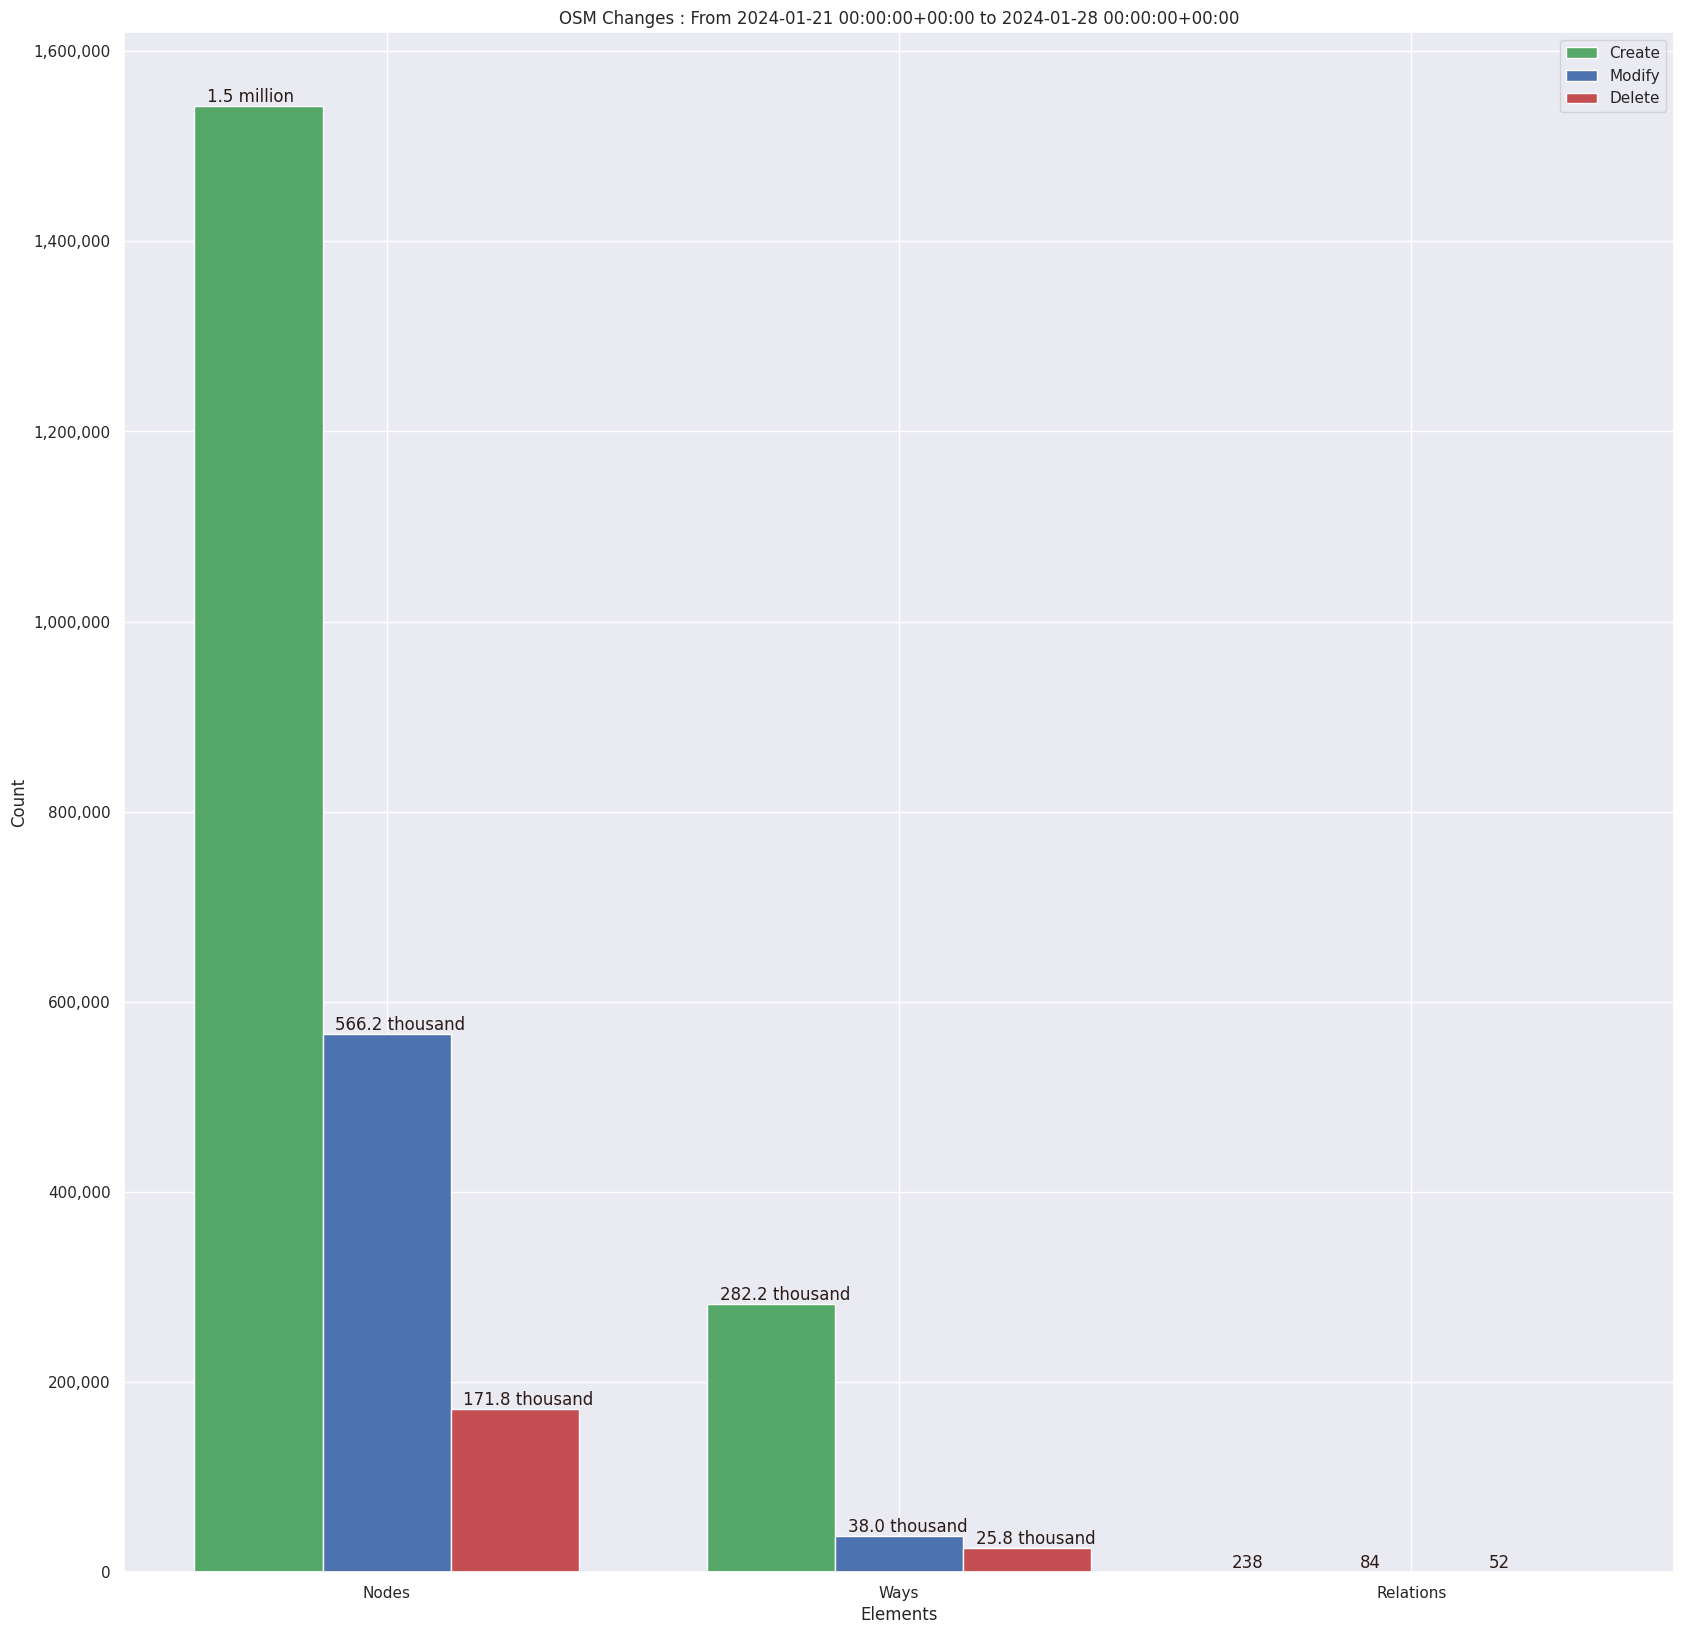 OSM Changes : From 2024-01-21 00:00:00+00:00 to 2024-01-28 00:00:00+00:00
Create
Modify
Delete
Count
1,600,000
1,400,000
1,200,000
1,000,000
800,000
600,000
400,000
200,000
0
1.5 million
566.2 thousand
171.8 thousand
282.2 thousand
38.0 thousand
25.8 thousand
238
84
52
Nodes
Ways
Relations
Elements